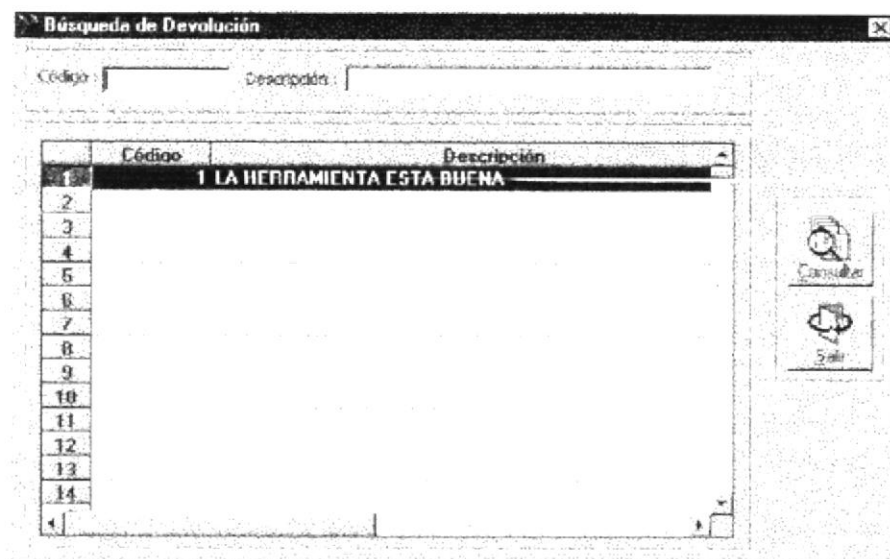 Búsqueda de Devolución
Código : Descripción :
Código Descripción
1 1 LA HERRAMIENTA ESTA BUENA
2
3
4
5
6
7
8
9
10
11
12
13
14
Consultar
Salir